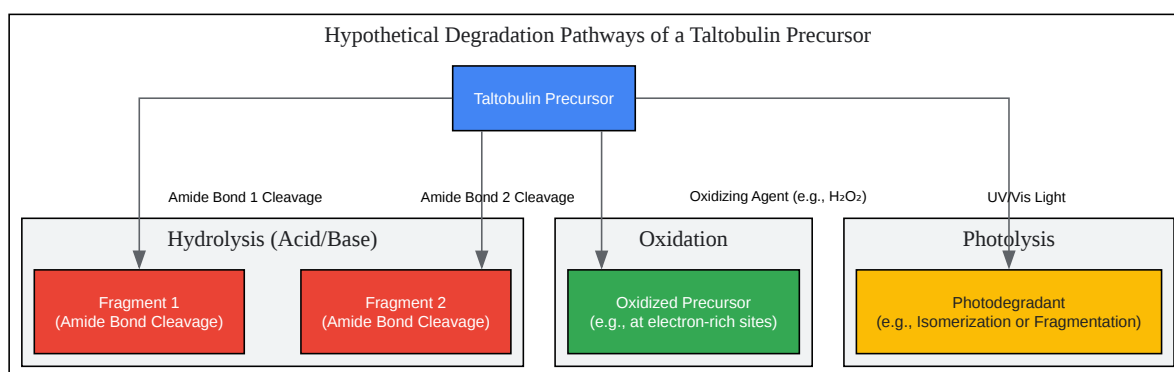 Hypothetical Degradation Pathways of a Taltobulin Precursor
Taltobulin Precursor
Amide Bond 1 Cleavage
Amide Bond 2 Cleavage
Oxidizing Agent (e.g., H₂O₂)
UV/Vis Light
Hydrolysis (Acid/Base)
Oxidation
Photolysis
Fragment 1
(Amide Bond Cleavage)
Fragment 2
(Amide Bond Cleavage)
Oxidized Precursor
(e.g., at electron-rich sites)
Photodegradant
(e.g., Isomerization or Fragmentation)